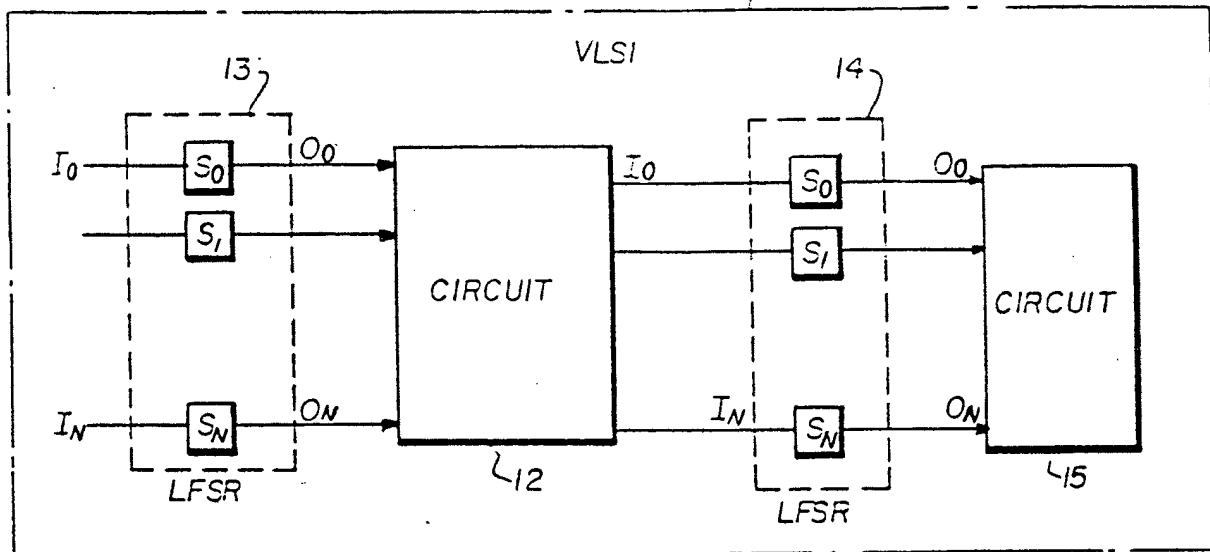 VLSI
13
14
I0
S0
O0
I0
S0
O0
S1
S1
CIRCUIT
CIRCUIT
IN
SN
ON
IN
SN
ON
LFSR
12
LFSR
15